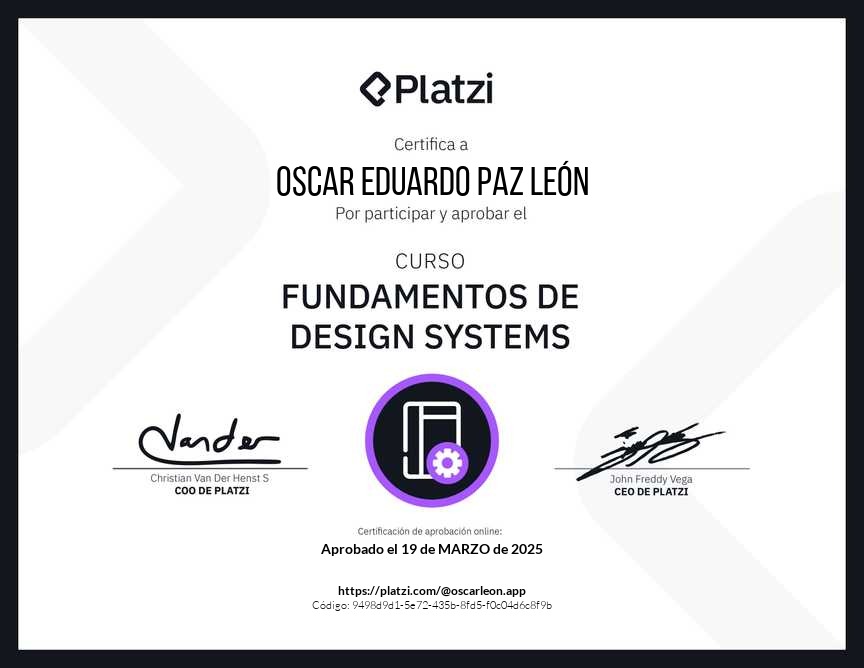 Platzi
Certifica a
OSCAR EDUARDO PAZ LEÓN
Por participar y aprobar el
CURSO
FUNDAMENTOS DE
DESIGN SYSTEMS
Vander
Christian Van Der Henst S
COO DE PLATZI
John Freddy Vega
CEO DE PLATZI
Certificación de aprobación online:
Aprobado el 19 de MARZO de 2025
https://platzi.com/@oscarleon.app
Código: 9498d9d1-5e72-435b-8fd5-f0c04d6c8f9b